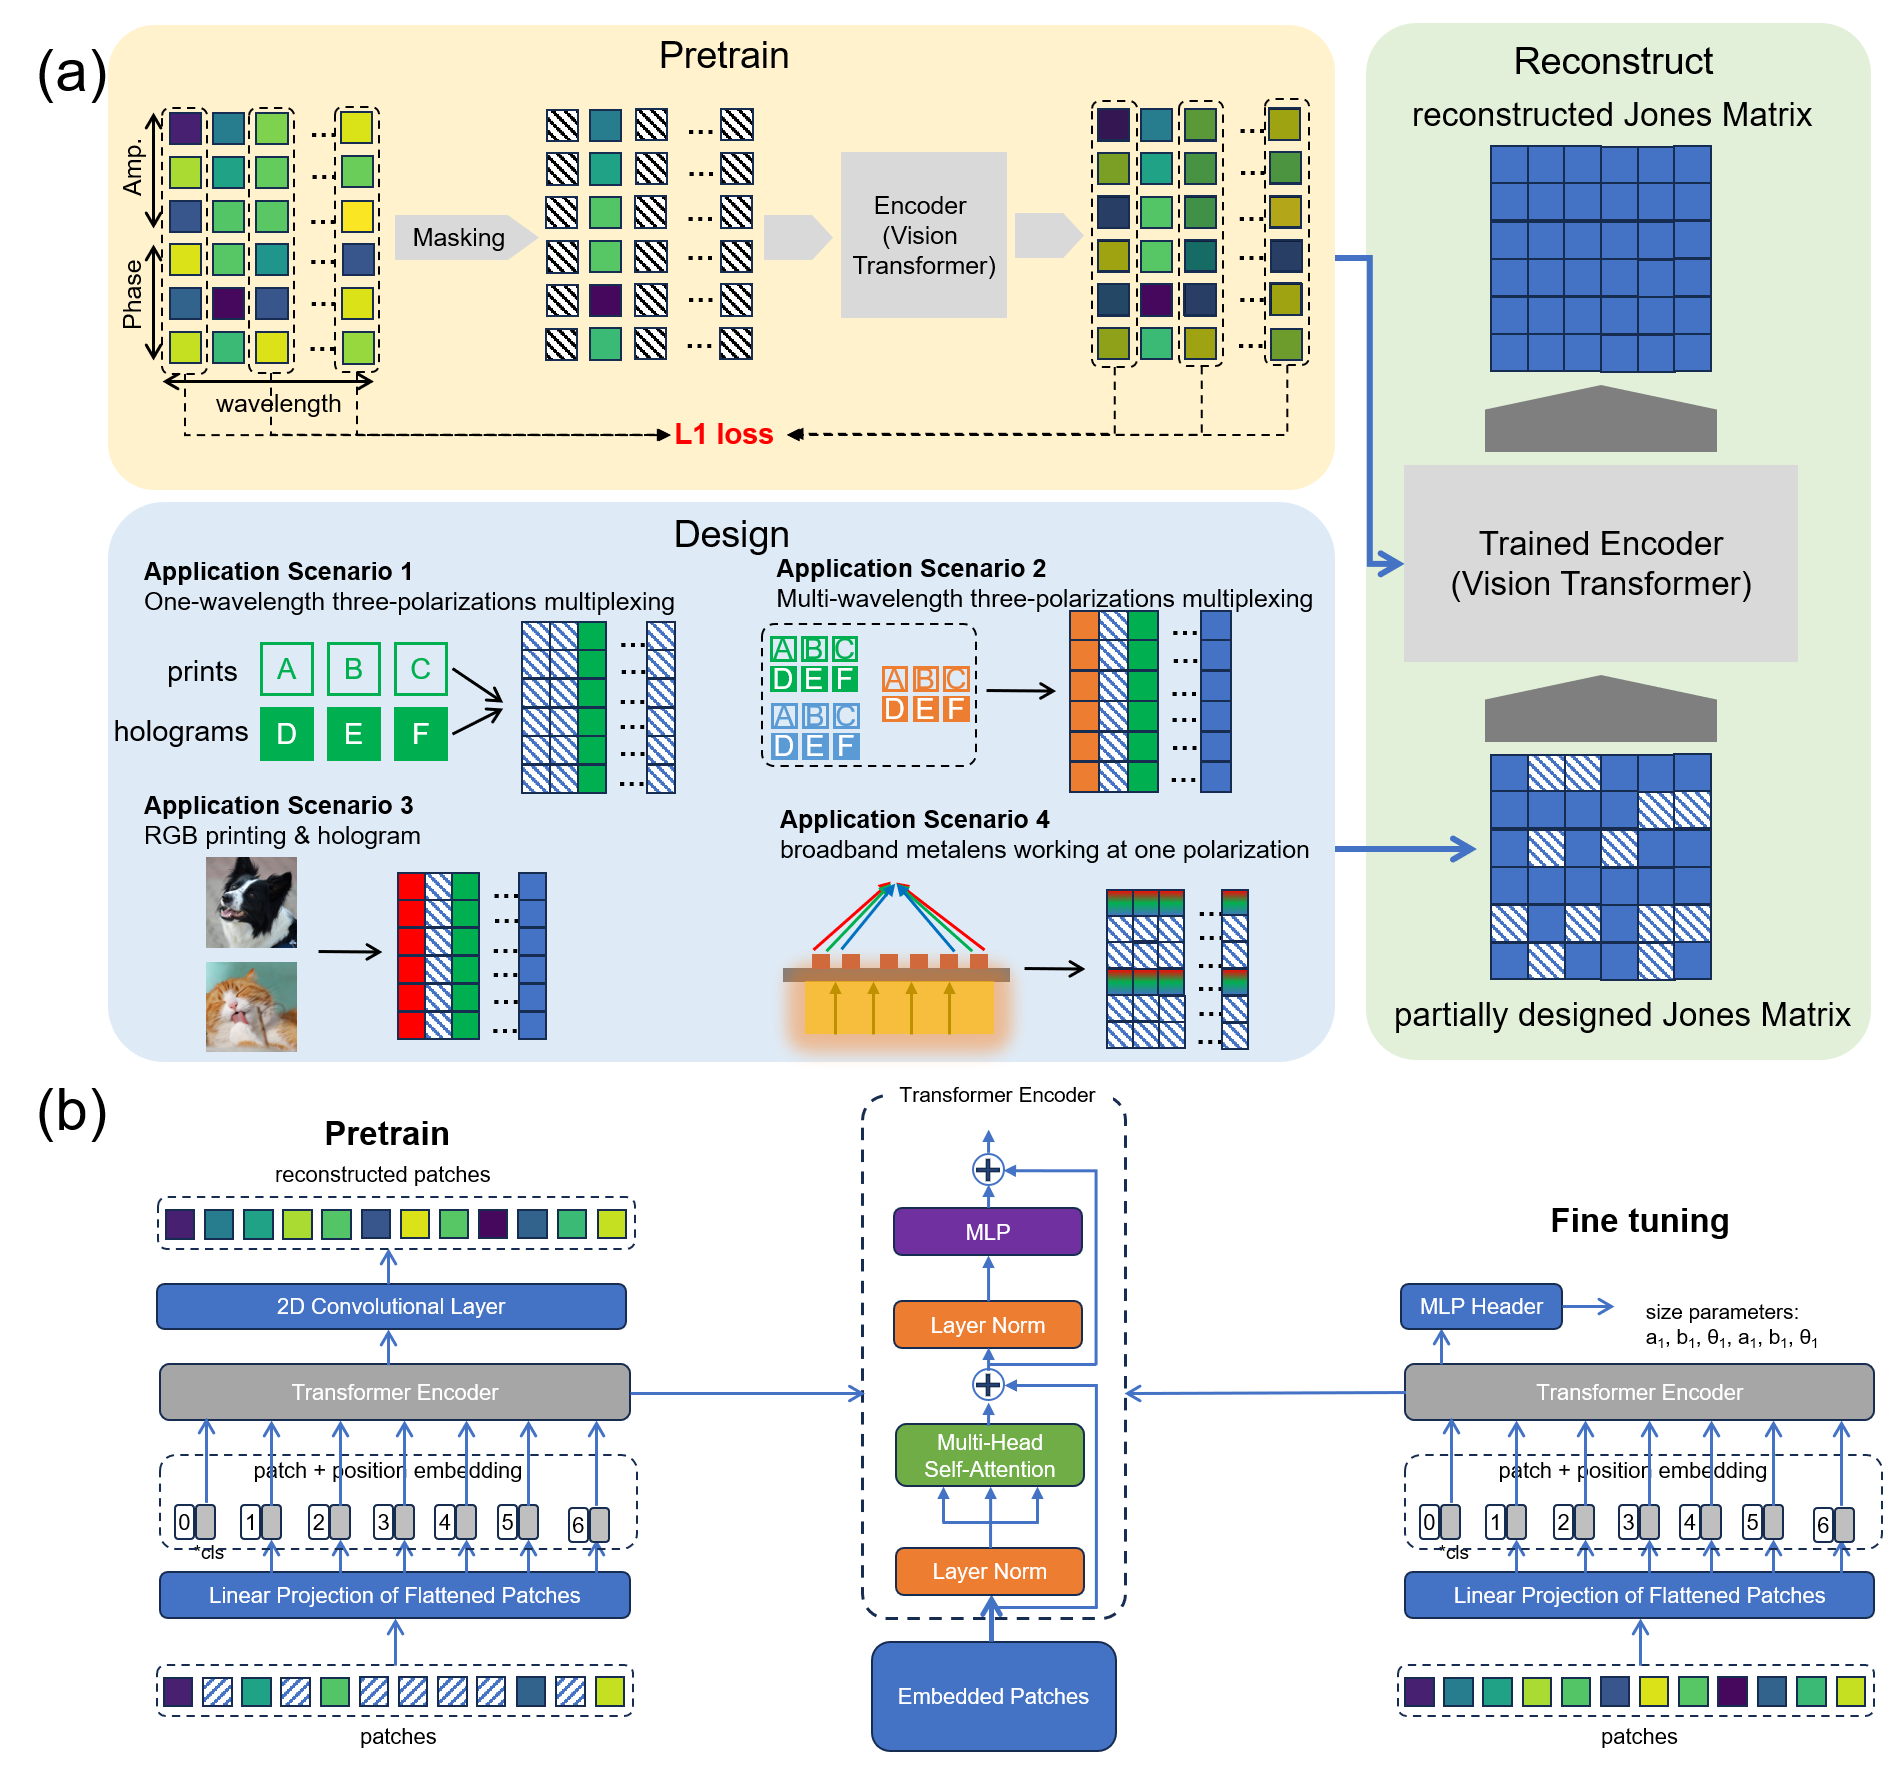 (a)
Pretrain
Amp.
Phase
wavelength
Masking
Encoder
(Vision
Transformer)
L1 loss
Reconstruct
reconstructed Jones Matrix
Trained Encoder
(Vision Transformer)
partially designed Jones Matrix
Design
Application Scenario 1
One-wavelength three-polarizations multiplexing
prints
A B C
holograms
D E F
Application Scenario 2
Multi-wavelength three-polarizations multiplexing
A B C
D E F
A B C
D E F
A B C
D E F
Application Scenario 3
RGB printing & hologram
Application Scenario 4
broadband metalens working at one polarization
(b)
Pretrain
reconstructed patches
2D Convolutional Layer
Transformer Encoder
patch + position embedding
0 1 2 3 4 5 6
*cls
Linear Projection of Flattened Patches
patches
Transformer Encoder
MLP
Layer Norm
Multi-Head
Self-Attention
Layer Norm
Embedded Patches
Fine tuning
MLP Header
size parameters:
a₁, b₁, θ₁, a₁, b₁, θ₁
Transformer Encoder
patch + position embedding
0 1 2 3 4 5 6
*cls
Linear Projection of Flattened Patches
patches